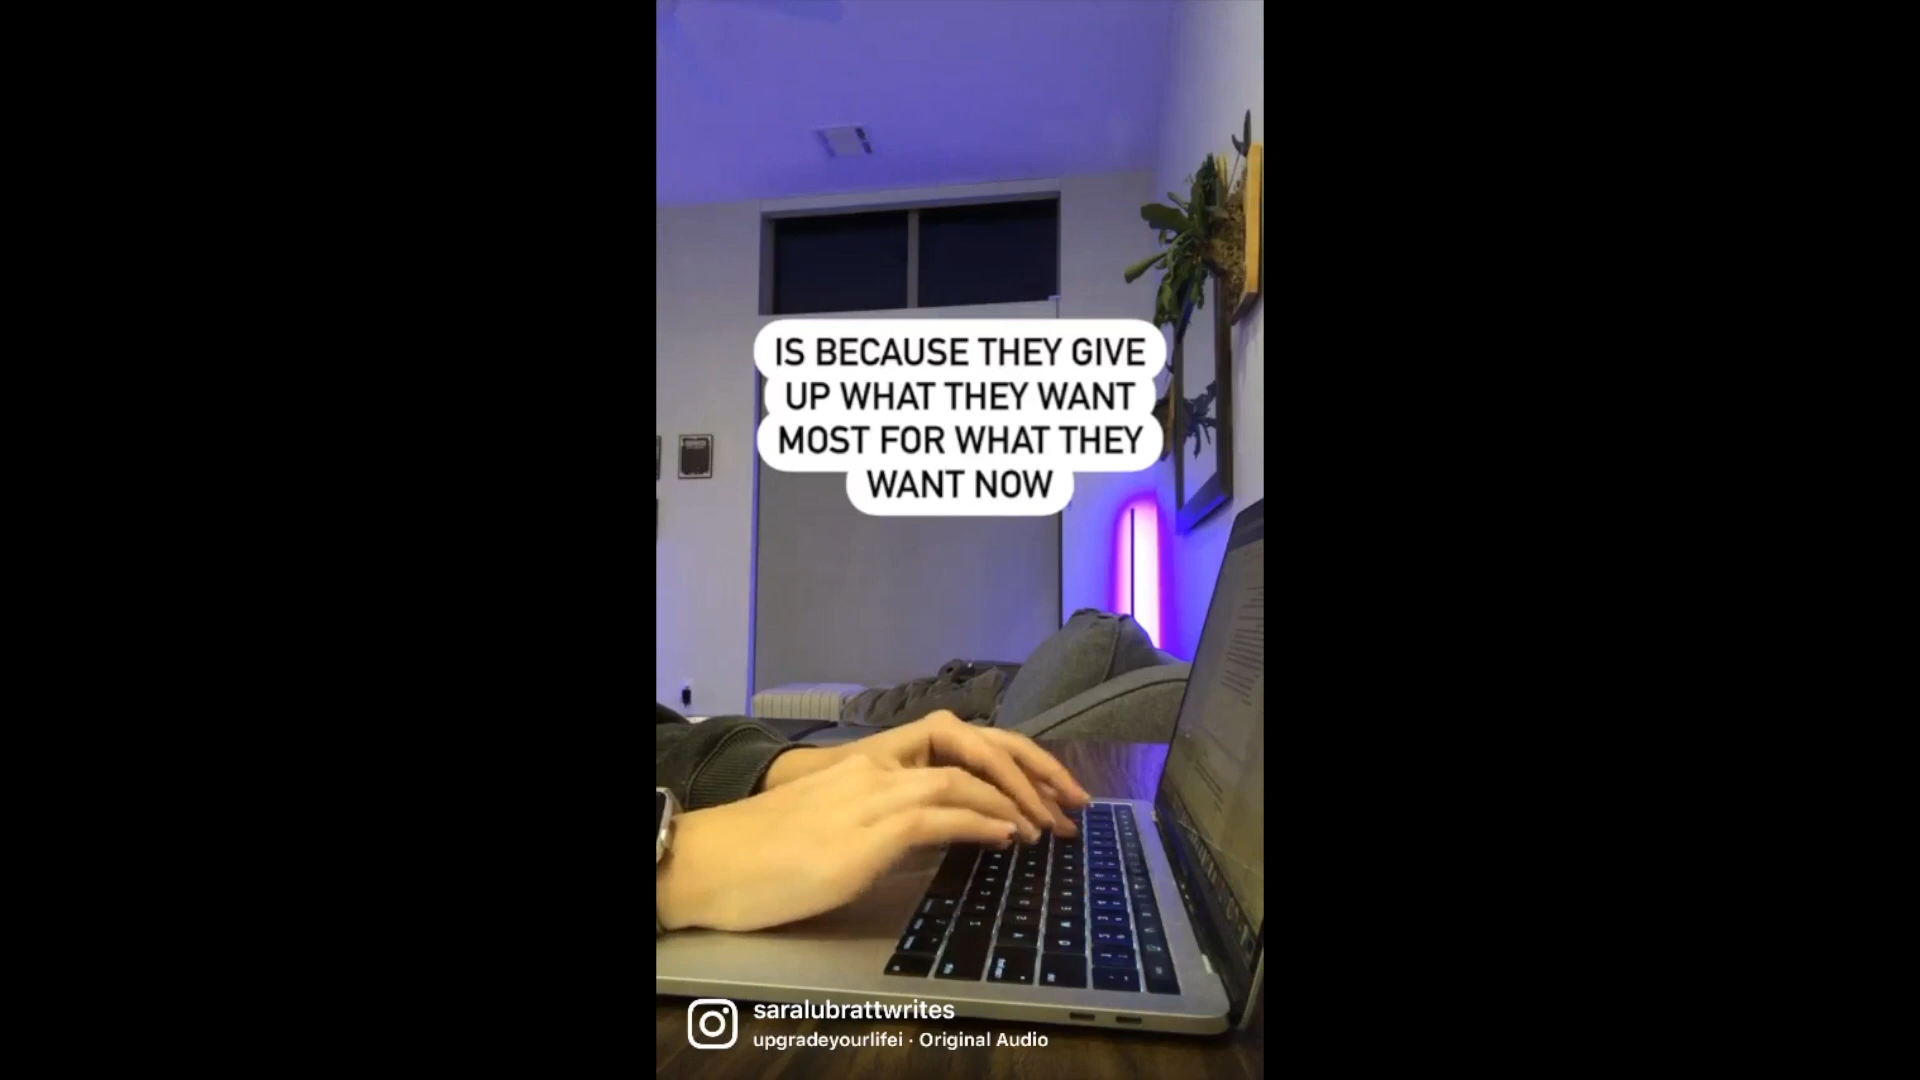 IS BECAUSE THEY GIVE
UP WHAT THEY WANT
MOST FOR WHAT THEY
WANT NOW
saralubrattwrites
upgradeyourlifei · Original Audio